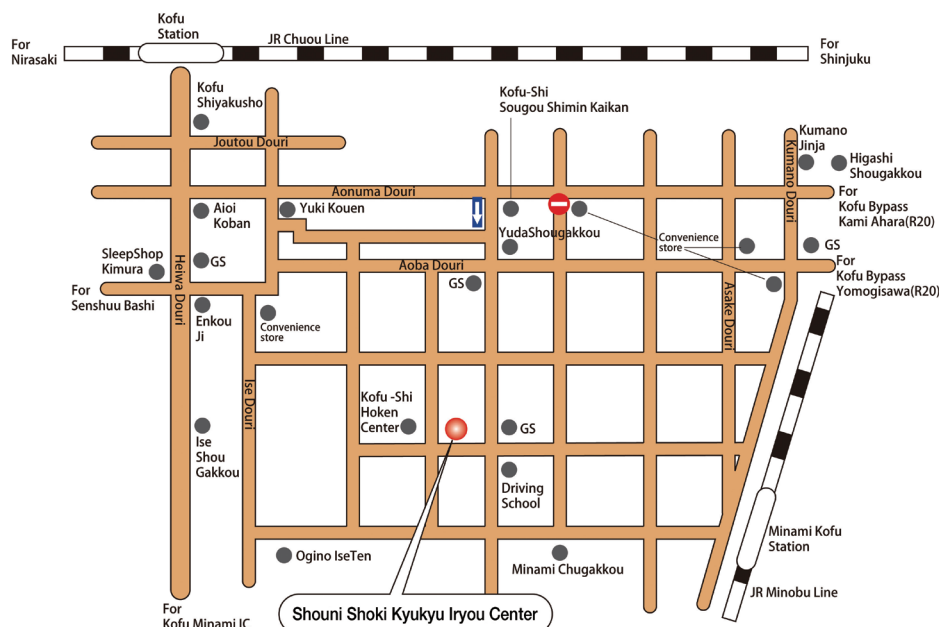 Kofu
Station
For
Nirasaki
JR Chuou Line
For
Shinjuku
Kofu
Shiyakusho
Kofu-Shi
Sougou Shimin Kaikan
Joutou Douri
Kumano
Jinja
Higashi
Shougakkou
Kumano Douri
Aonuma Douri
For
Kofu Bypass
Kami Ahara(R20)
Aioi
Koban
Yuki Kouen
YudaShougakkou
Convenience
store
GS
SleepShop
Kimura
GS
Heiwa Douri
Aoba Douri
GS
For
Kofu Bypass
Yomogisawa(R20)
For
Senshuu Bashi
Enkou
Ji
Convenience
store
Asake Douri
Ise Douri
Kofu -Shi
Hoken
Center
GS
Ise
Shou
Gakkou
Driving
School
Minami Kofu
Station
Ogino IseTen
Minami Chugakkou
JR Minobu Line
For
Kofu Minami IC
Shouni Shoki Kyukyu Iryou Center